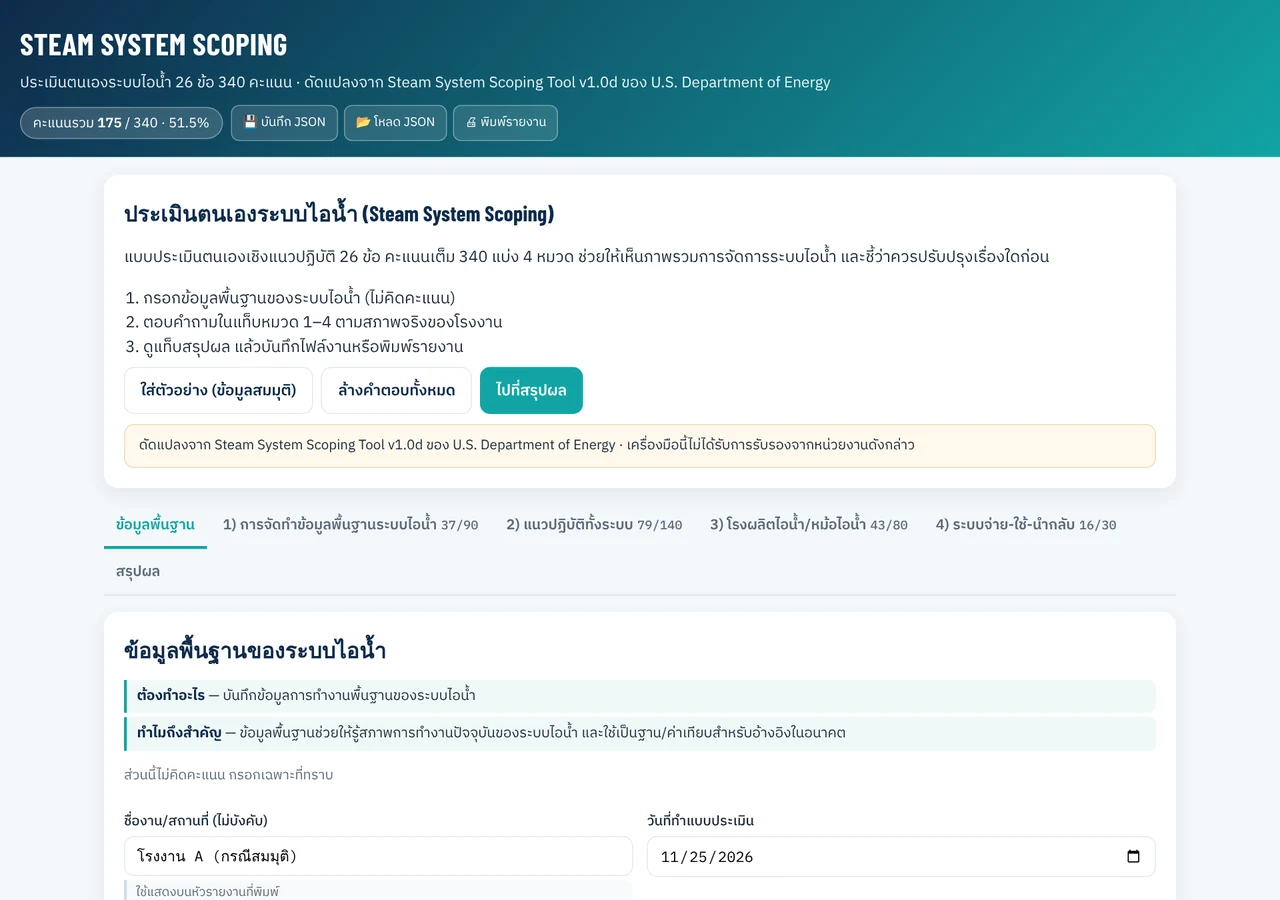 STEAM SYSTEM SCOPING
ประเมินตนเองระบบไอน้ำ 26 ข้อ 340 คะแนน · ดัดแปลงจาก Steam System Scoping Tool v1.0d ของ U.S. Department of Energy
คะแนนรวม 175 / 340 · 51.5%
💾 บันทึก JSON
📂 โหลด JSON
🖨 พิมพ์รายงาน
ประเมินตนเองระบบไอน้ำ (Steam System Scoping)
แบบประเมินตนเองเชิงแนวปฏิบัติ 26 ข้อ คะแนนเต็ม 340 แบ่ง 4 หมวด ช่วยให้เห็นภาพรวมการจัดการระบบไอน้ำ และชี้ว่าควรปรับปรุงเรื่องใดก่อน
1. กรอกข้อมูลพื้นฐานของระบบไอน้ำ (ไม่คิดคะแนน)
2. ตอบคำถามในแท็บหมวด 1–4 ตามสภาพจริงของโรงงาน
3. ดูแท็บสรุปผล แล้วบันทึกไฟล์งานหรือพิมพ์รายงาน
ใส่ตัวอย่าง (ข้อมูลสมมุติ)
ล้างคำตอบทั้งหมด
ไปที่สรุปผล
ดัดแปลงจาก Steam System Scoping Tool v1.0d ของ U.S. Department of Energy · เครื่องมือนี้ไม่ได้รับการรับรองจากหน่วยงานดังกล่าว
ข้อมูลพื้นฐาน
1) การจัดทำข้อมูลพื้นฐานระบบไอน้ำ 37/90
2) แนวปฏิบัติทั้งระบบ 79/140
3) โรงผลิตไอน้ำ/หม้อไอน้ำ 43/80
4) ระบบจ่าย-ใช้-นำกลับ 16/30
สรุปผล
ข้อมูลพื้นฐานของระบบไอน้ำ
ต้องทำอะไร — บันทึกข้อมูลการทำงานพื้นฐานของระบบไอน้ำ
ทำไมถึงสำคัญ — ข้อมูลพื้นฐานช่วยให้รู้สภาพการทำงานปัจจุบันของระบบไอน้ำ และใช้เป็นฐาน/ค่าเทียบสำหรับอ้างอิงในอนาคต
ส่วนนี้ไม่คิดคะแนน กรอกเฉพาะที่ทราบ
ชื่องาน/สถานที่ (ไม่บังคับ)
วันที่ทำแบบประเมิน
โรงงาน A (กรณีสมมุติ)
11/25/2026
ใช้แสดงบนหัวรายงานที่พิมพ์